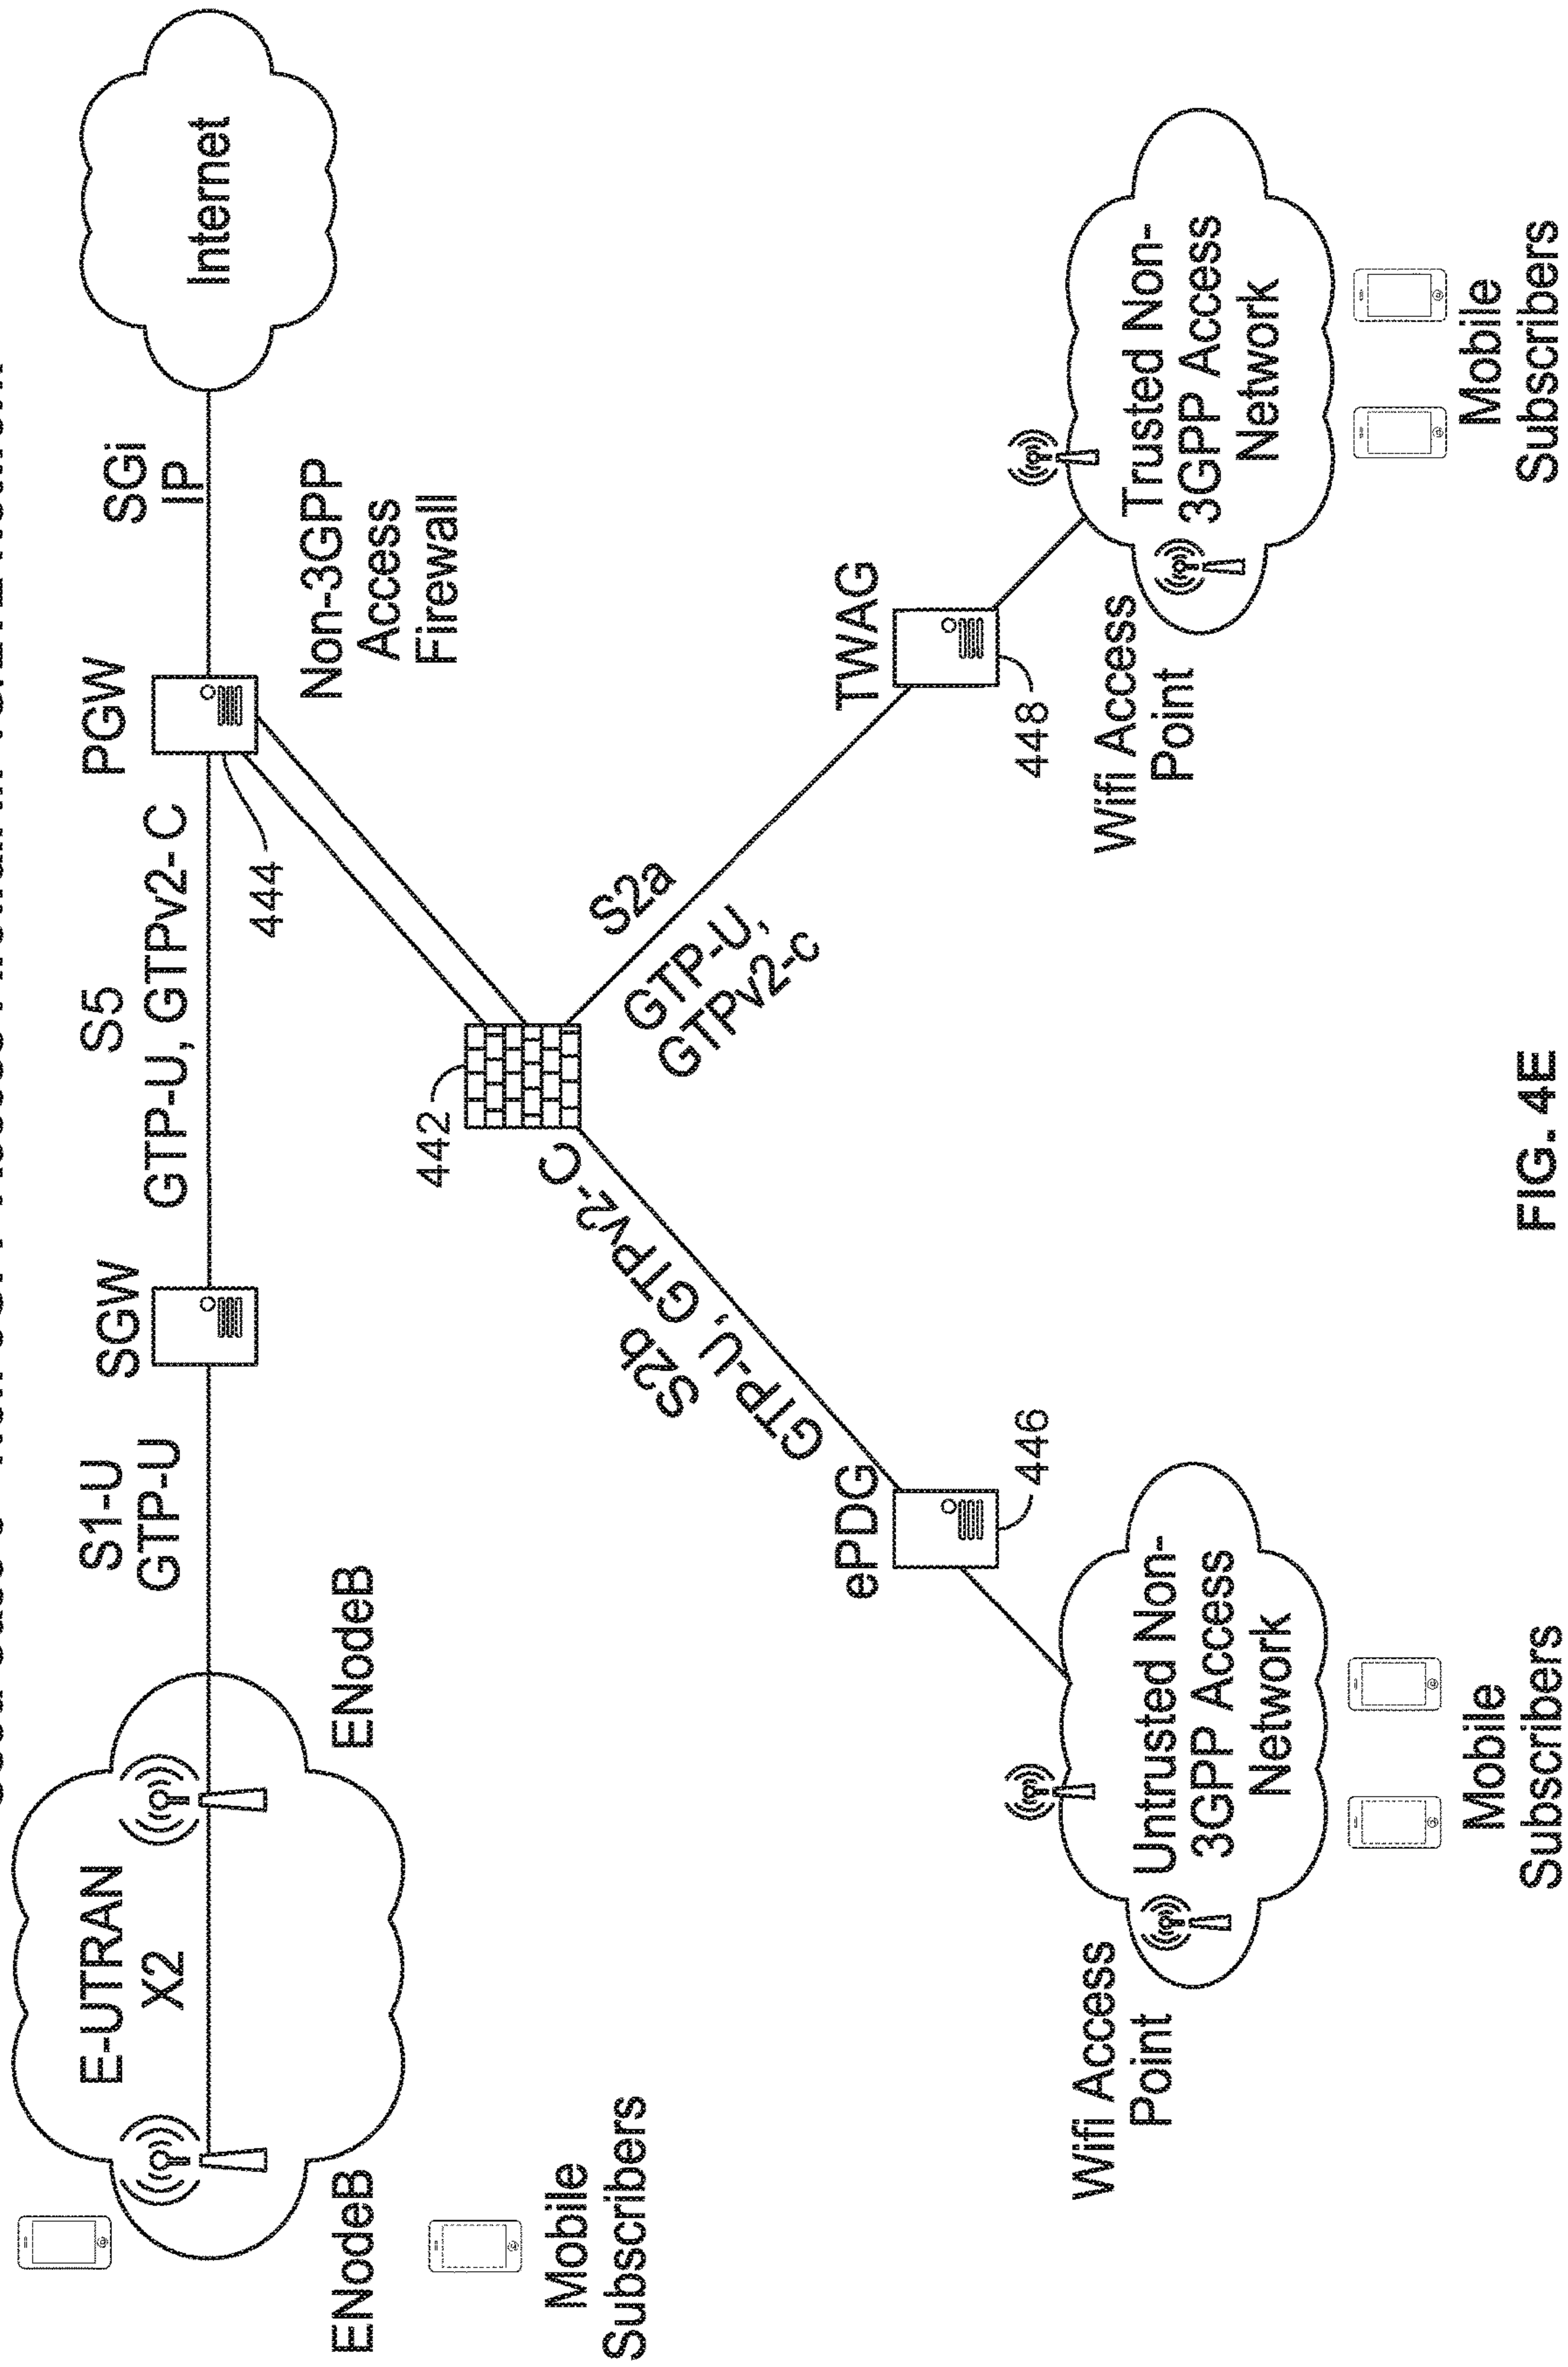 E-UTRAN
X2
ENodeB
ENodeB
Mobile
Subscribers
S1-U
GTP-U
SGW
S5
GTP-U, GTPv2- C
PGW
444
SGi
IP
Internet
Non-3GPP
Access
Firewall
442
S2b
GTP-U, GTPv2-C
S2a
GTP-U,
GTPv2-c
ePDG
446
TWAG
448
Wifi Access
Point
Untrusted Non-
3GPP Access
Network
Mobile
Subscribers
Wifi Access
Point
Trusted Non-
3GPP Access
Network
Mobile
Subscribers
FIG. 4E